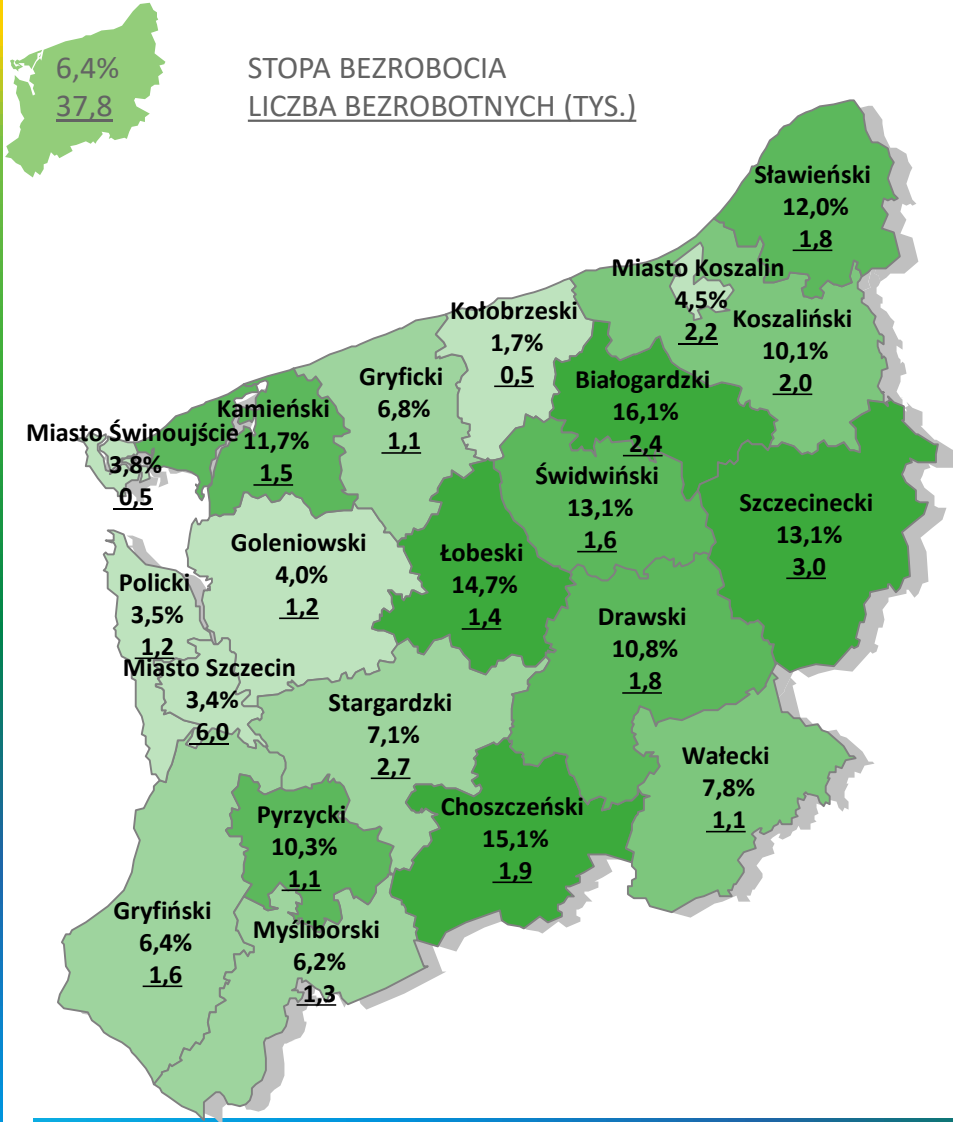 6,4%
37,8
STOPA BEZROBOCIA
LICZBA BEZROBOTNYCH (TYS.)
Sławieński
12,0%
1,8
Miasto Koszalin
4,5%
2,2
Koszaliński
10,1%
2,0
Kołobrzeski
1,7%
0,5
Białogardzki
16,1%
2,4
Gryficki
6,8%
1,1
Kamieński
11,7%
1,5
Miasto Świnoujście
3,8%
0,5
Świdwiński
13,1%
1,6
Szczecinecki
13,1%
3,0
Goleniowski
4,0%
1,2
Łobeski
14,7%
1,4
Policki
3,5%
1,2
Drawski
10,8%
1,8
Miasto Szczecin
3,4%
6,0
Stargardzki
7,1%
2,7
Wałecki
7,8%
1,1
Pyrzycki
10,3%
1,1
Choszczeński
15,1%
1,9
Gryfiński
6,4%
1,6
Myśliborski
6,2%
1,3